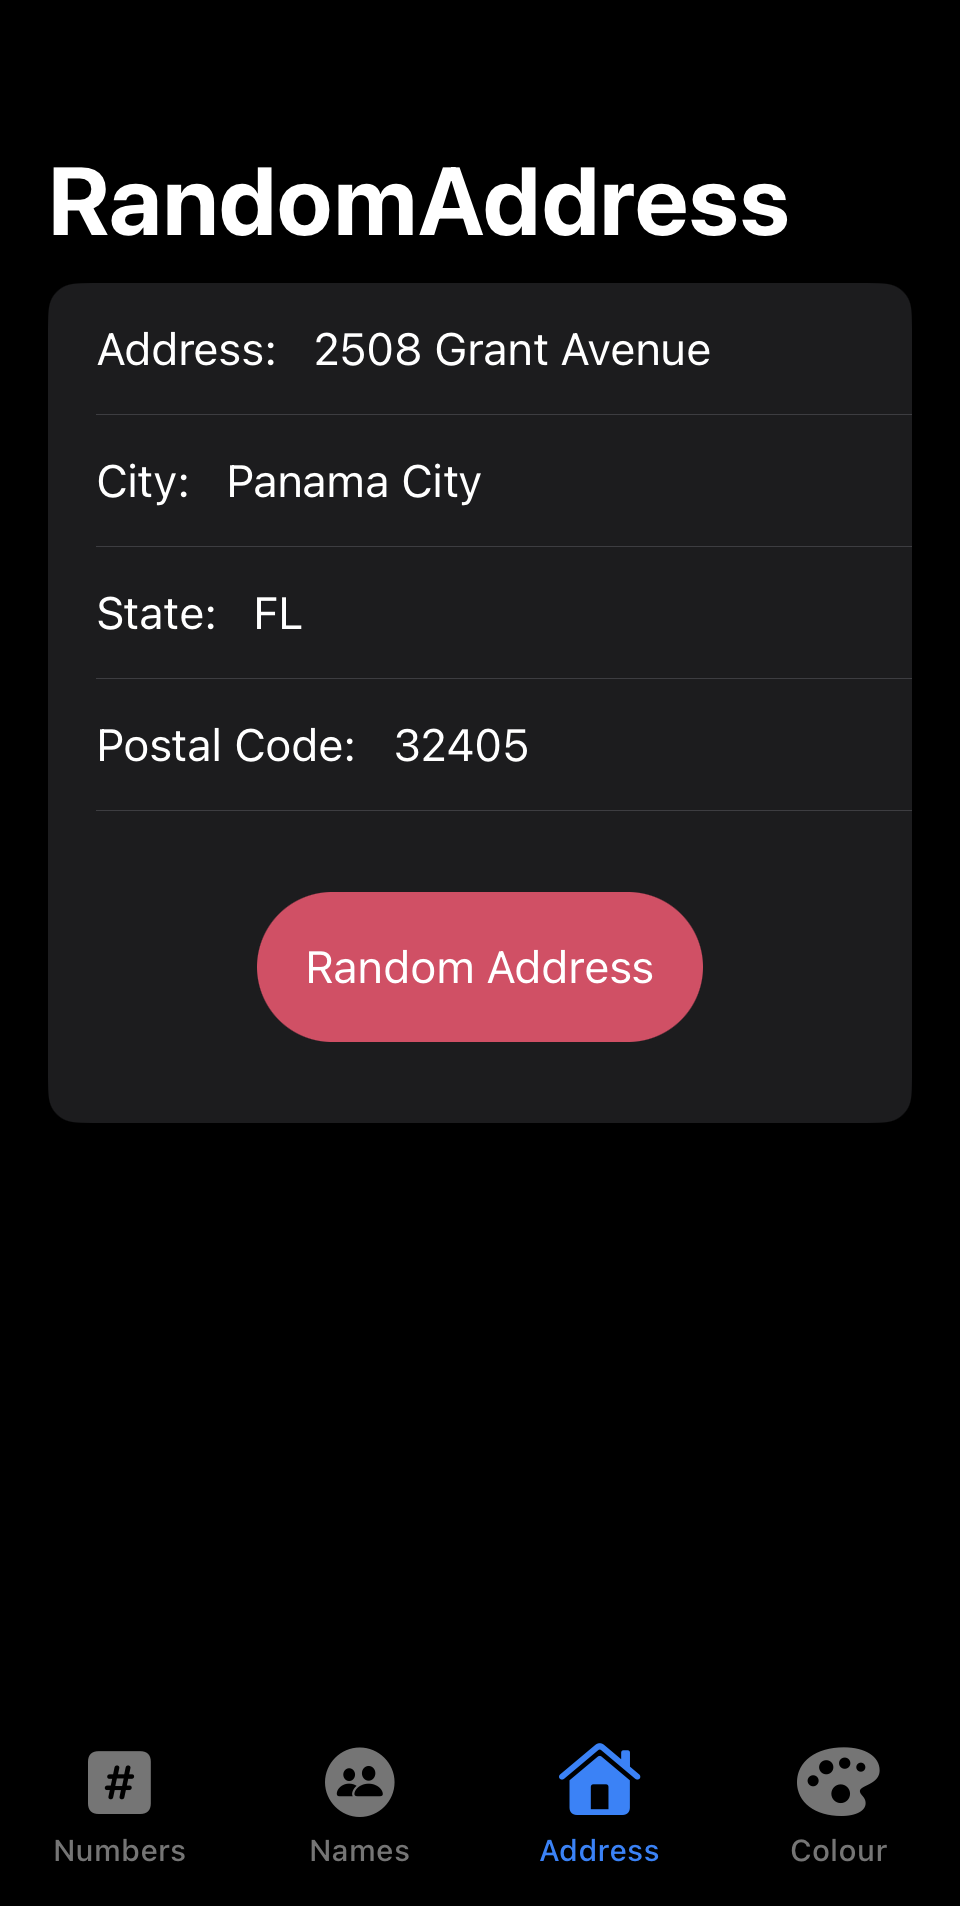 RandomAddress
Address: 2508 Grant Avenue
City: Panama City
State: FL
Postal Code: 32405
Random Address
#
Numbers
Names
Address
Colour